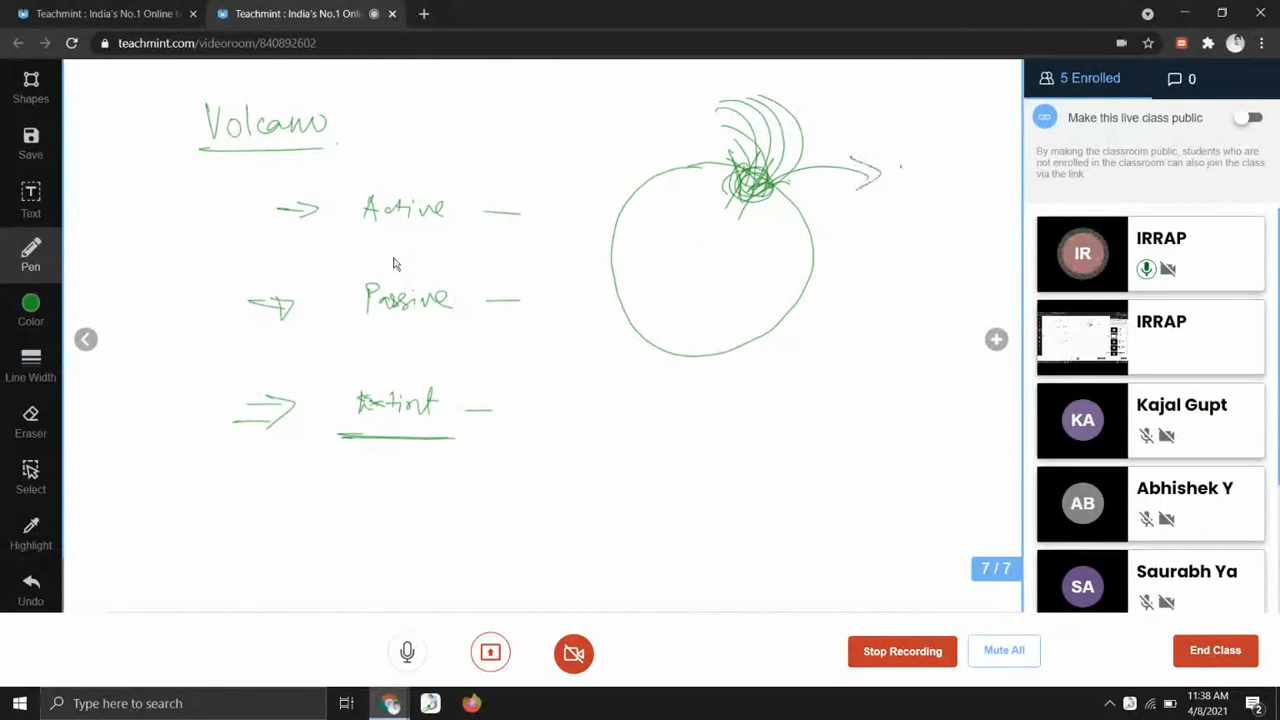 Teachmint : India's No.1 Online t
Teachmint : India's No.1 Onli
teachmint.com/videoroom/840892602
Shapes
Save
Text
Pen
Color
Line Width
Eraser
Select
Highlight
Undo
Volcano
Active
Passive
Extint
7 / 7
5 Enrolled
0
Make this live class public
By making the classroom public, students who are
not enrolled in the classroom can also join the class
via the link
IR
IRRAP
IRRAP
KA
Kajal Gupt
AB
Abhishek Y
SA
Saurabh Ya
Stop Recording
Mute All
End Class
Type here to search
11:38 AM
4/8/2021
2